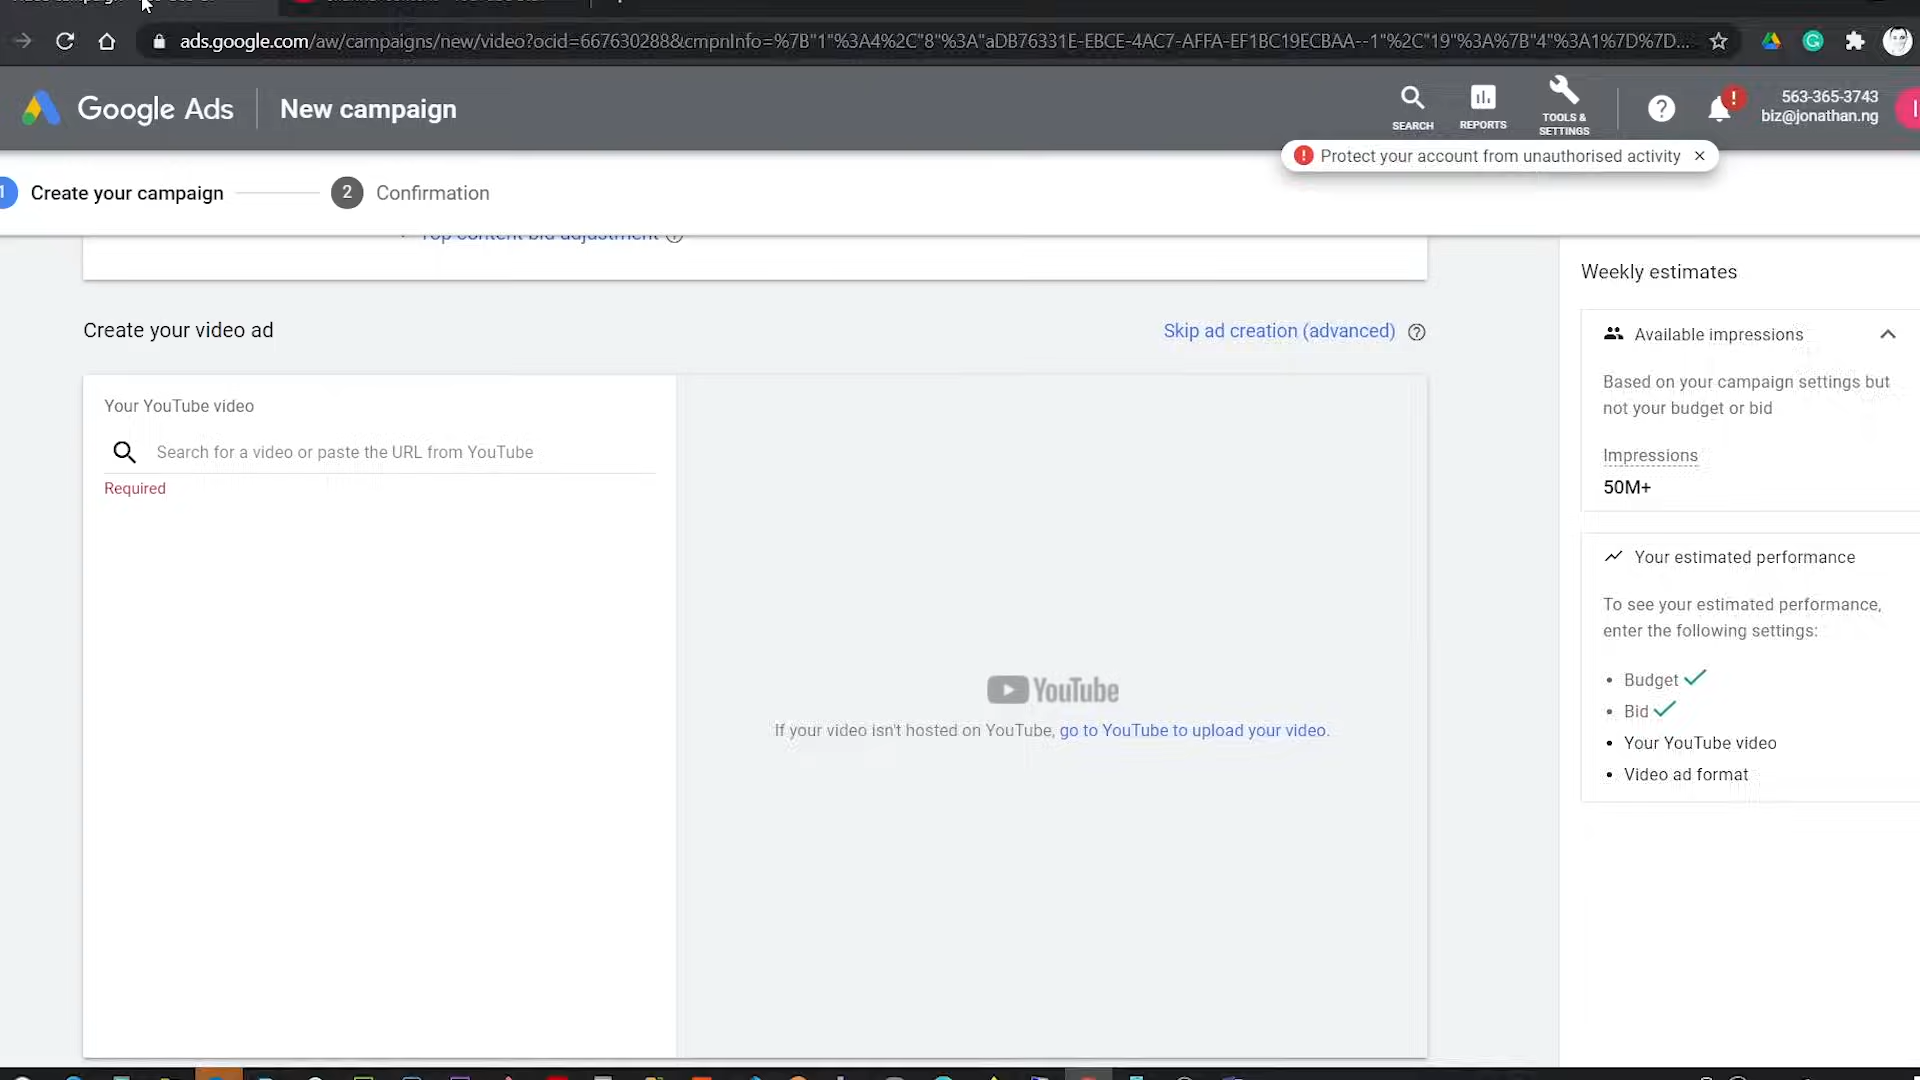 ads.google.com/aw/campaigns/new/video?ocid=667630288&cmpnInfo=%7B"1"%3A4%2C"8"%3A"aDB76331E-EBCE-4AC7-AFFA-EF1BC19ECBAA--1"%2C"19"%3A%7B"4"%3A1%7D%7D...
Google Ads
New campaign
SEARCH
REPORTS
TOOLS &
SETTINGS
563-365-3743
biz@jonathan.ng
Protect your account from unauthorised activity
1 Create your campaign
2 Confirmation
Top content bid adjustment
Create your video ad
Skip ad creation (advanced)
Your YouTube video
Search for a video or paste the URL from YouTube
Required
YouTube
If your video isn't hosted on YouTube, go to YouTube to upload your video.
Weekly estimates
Available impressions
Based on your campaign settings but
not your budget or bid
Impressions
50M+
Your estimated performance
To see your estimated performance,
enter the following settings:
• Budget
• Bid
• Your YouTube video
• Video ad format